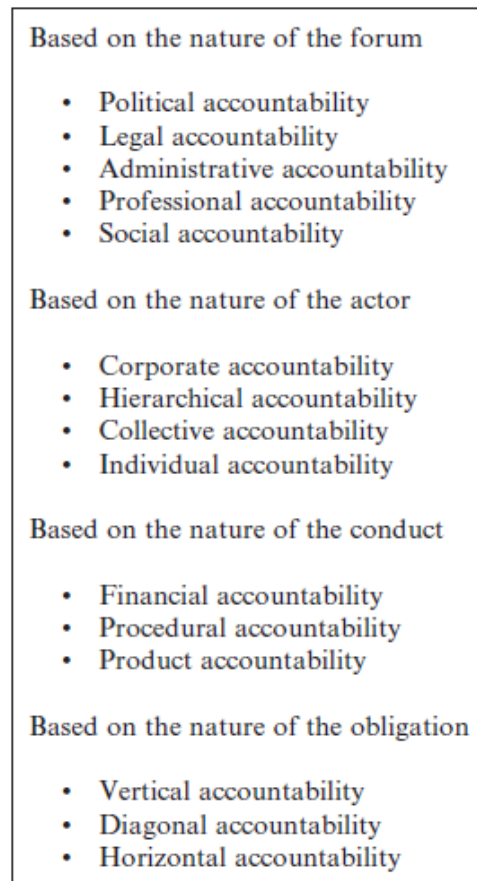 Based on the nature of the forum
• Political accountability
• Legal accountability
• Administrative accountability
• Professional accountability
• Social accountability
Based on the nature of the actor
• Corporate accountability
• Hierarchical accountability
• Collective accountability
• Individual accountability
Based on the nature of the conduct
• Financial accountability
• Procedural accountability
• Product accountability
Based on the nature of the obligation
• Vertical accountability
• Diagonal accountability
• Horizontal accountability